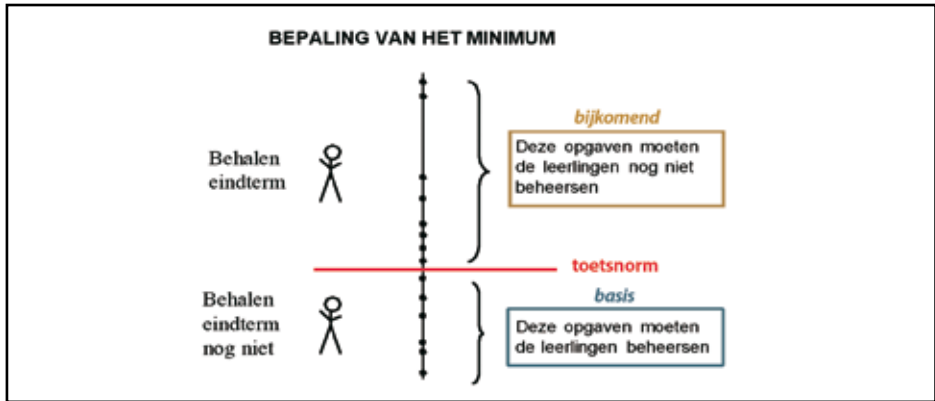 BEPALING VAN HET MINIMUM
bijkomend
Deze opgaven moeten
de leerlingen nog niet
beheersen
Behalen
eindterm
toetsnorm
basis
Behalen
eindterm
nog niet
Deze opgaven moeten
de leerlingen beheersen